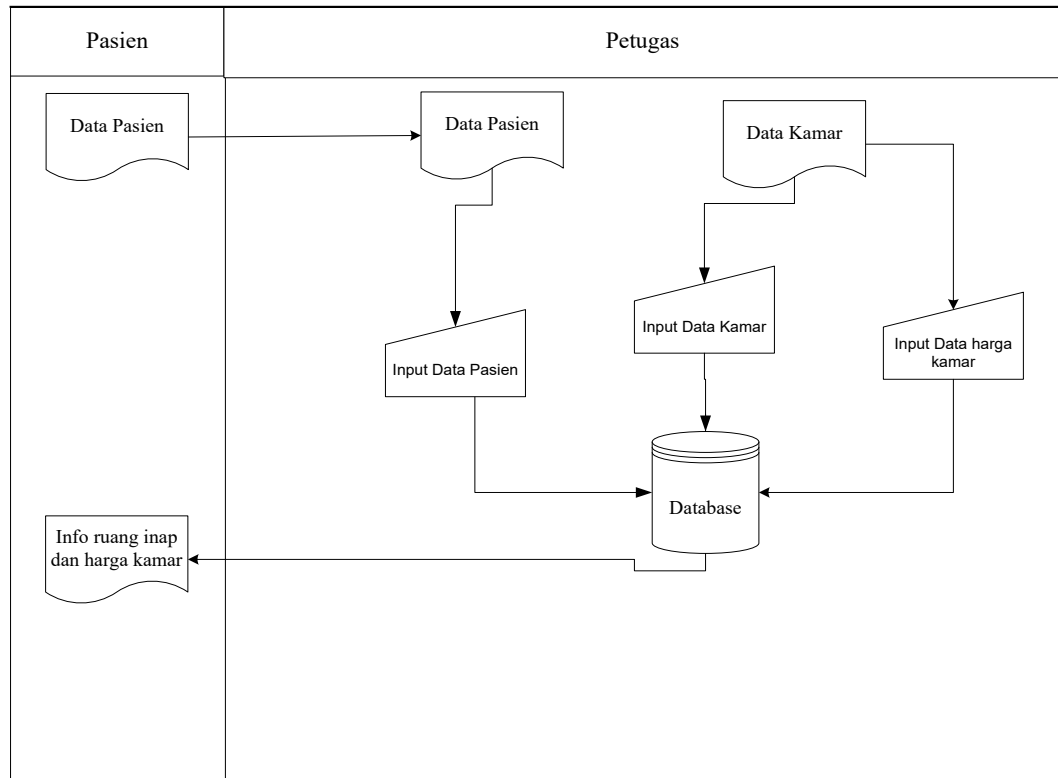 Pasien
Petugas
Data Pasien
Data Pasien
Data Kamar
Input Data Pasien
Input Data Kamar
Input Data harga
kamar
Database
Info ruang inap
dan harga kamar